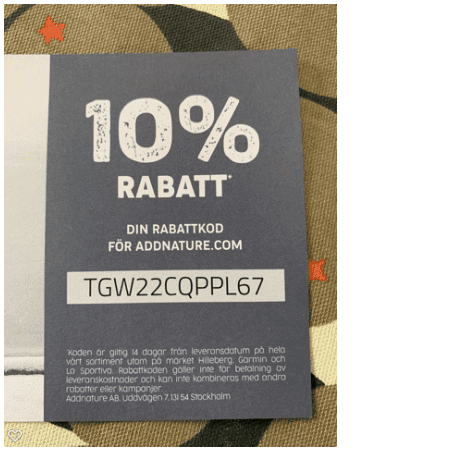 10%
RABATT*
DIN RABATTKOD
FÖR ADDNATURE.COM
TGW22CQPPL67
*Koden är giltig 14 dagar från leveransdatum på hela
vårt sortiment utom på märket Hilleberg, Garmin och
La Sportiva. Rabattkoden gäller inte för betalning av
leveranskostnader och kan inte kombineras med andra
rabatter eller kampanjer.
Addnature AB, Uddvägen 7, 131 54 Stockholm